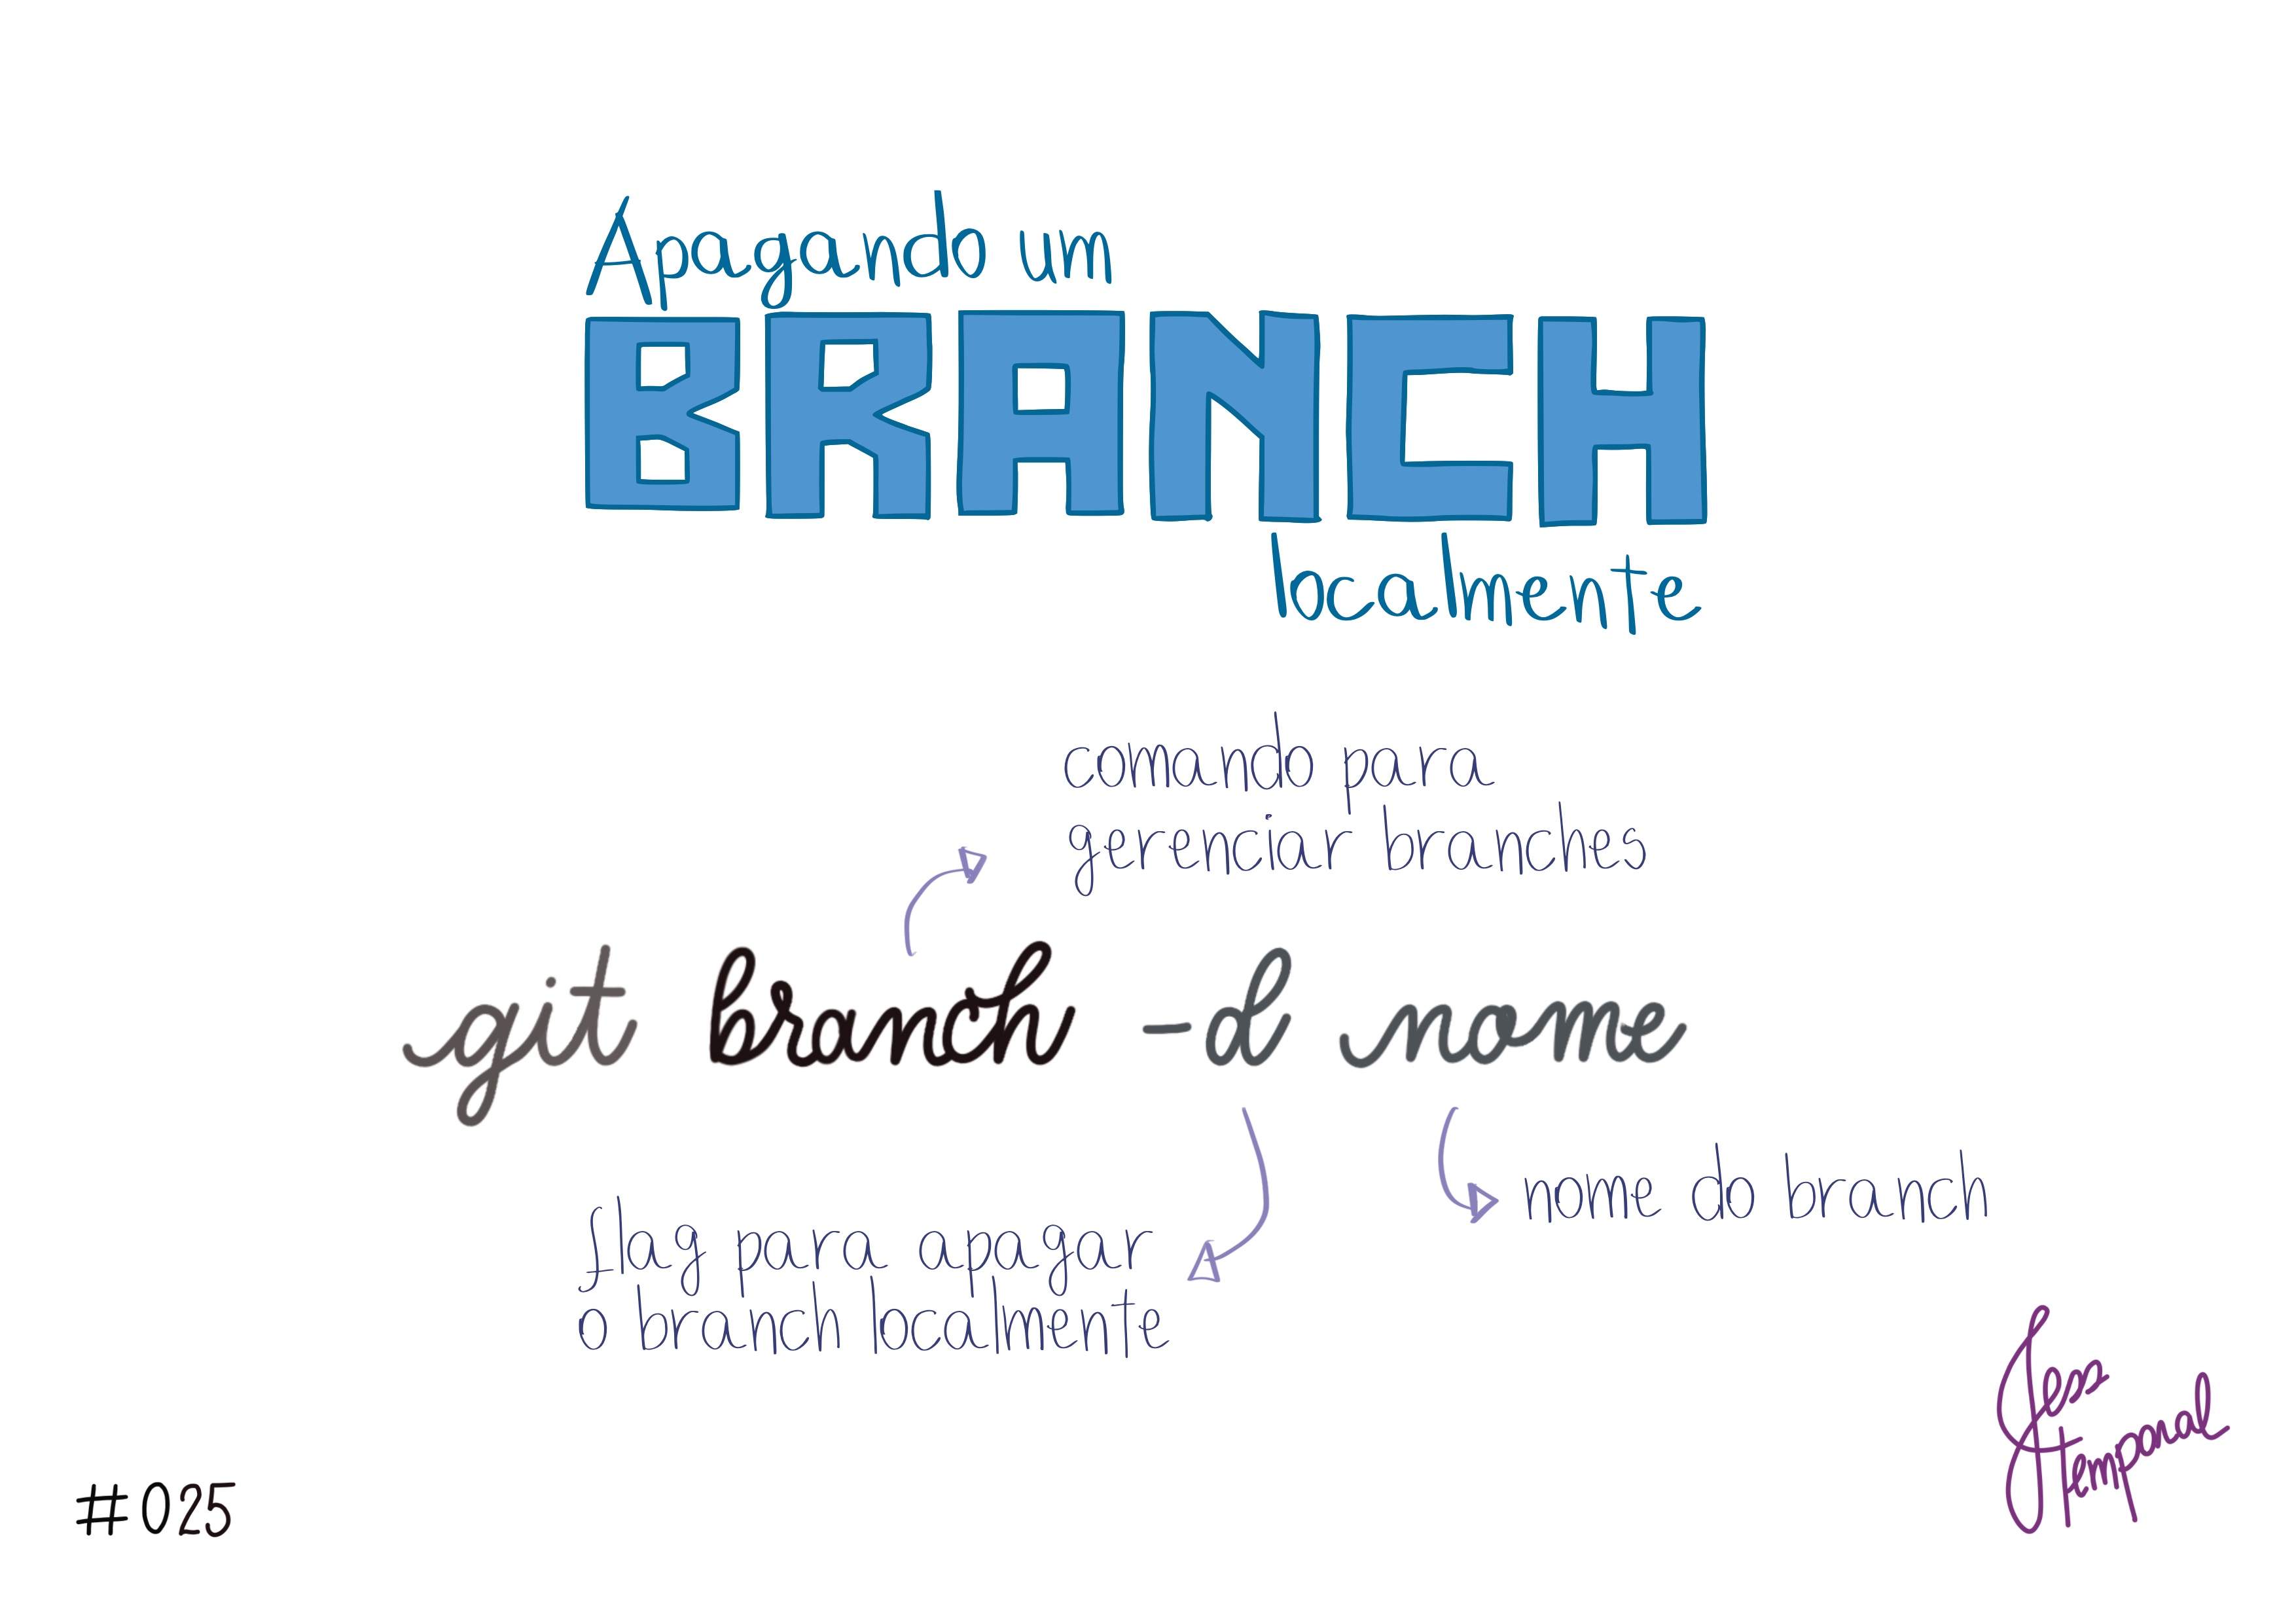 Apagando um
BRANCH
localmente
comando para
gerenciar branches
git branch -d nome
nome do branch
flag para apagar
o branch localmente
Jess
temporal
#025